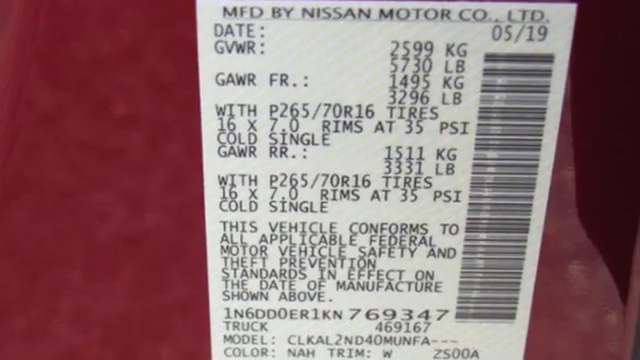 MFD BY NISSAN MOTOR CO., LTD.
DATE: 05/19
GVWR: 2599 KG
5730 LB
GAWR FR.: 1495 KG
3296 LB
WITH P265/70R16 TIRES
16 X 7.0 RIMS AT 35 PSI
COLD SINGLE
GAWR RR.: 1511 KG
3331 LB
WITH P265/70R16 TIRES
16 X 7.0 RIMS AT 35 PSI
COLD SINGLE
THIS VEHICLE CONFORMS TO
ALL APPLICABLE FEDERAL
MOTOR VEHICLE SAFETY AND
THEFT PREVENTION
STANDARDS IN EFFECT ON
THE DATE OF MANUFACTURE
SHOWN ABOVE.
1N6DD0ER1KN769347
TRUCK 469167
MODEL: CLKAL2ND40MUNFA---
COLOR: NAH TRIM: W ZS00A